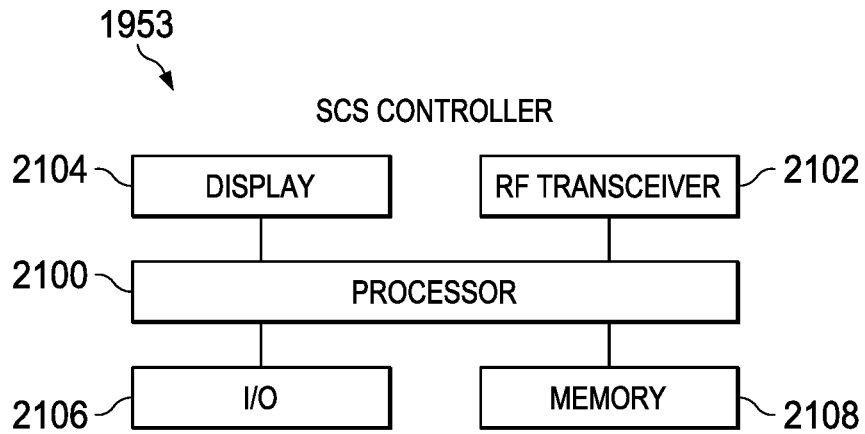 1953
SCS CONTROLLER
2104 DISPLAY RF TRANSCEIVER 2102
2100 PROCESSOR
2106 I/O MEMORY 2108